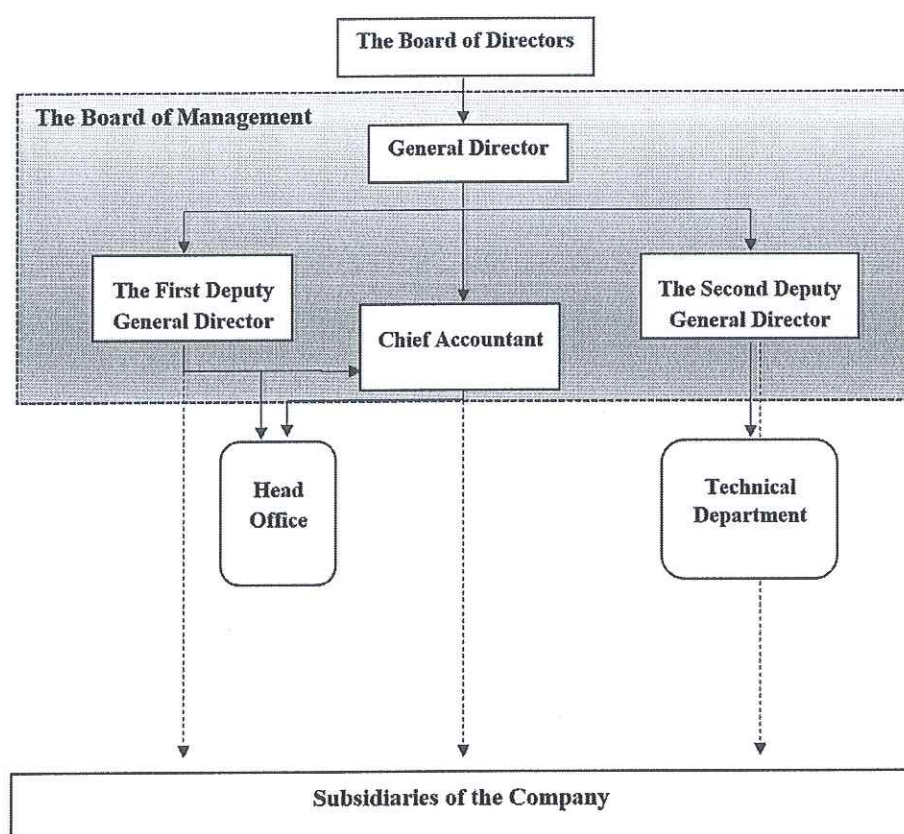 The Board of Directors
The Board of Management
General Director
The First Deputy
General Director
Chief Accountant
The Second Deputy
General Director
Head
Office
Technical
Department
Subsidiaries of the Company